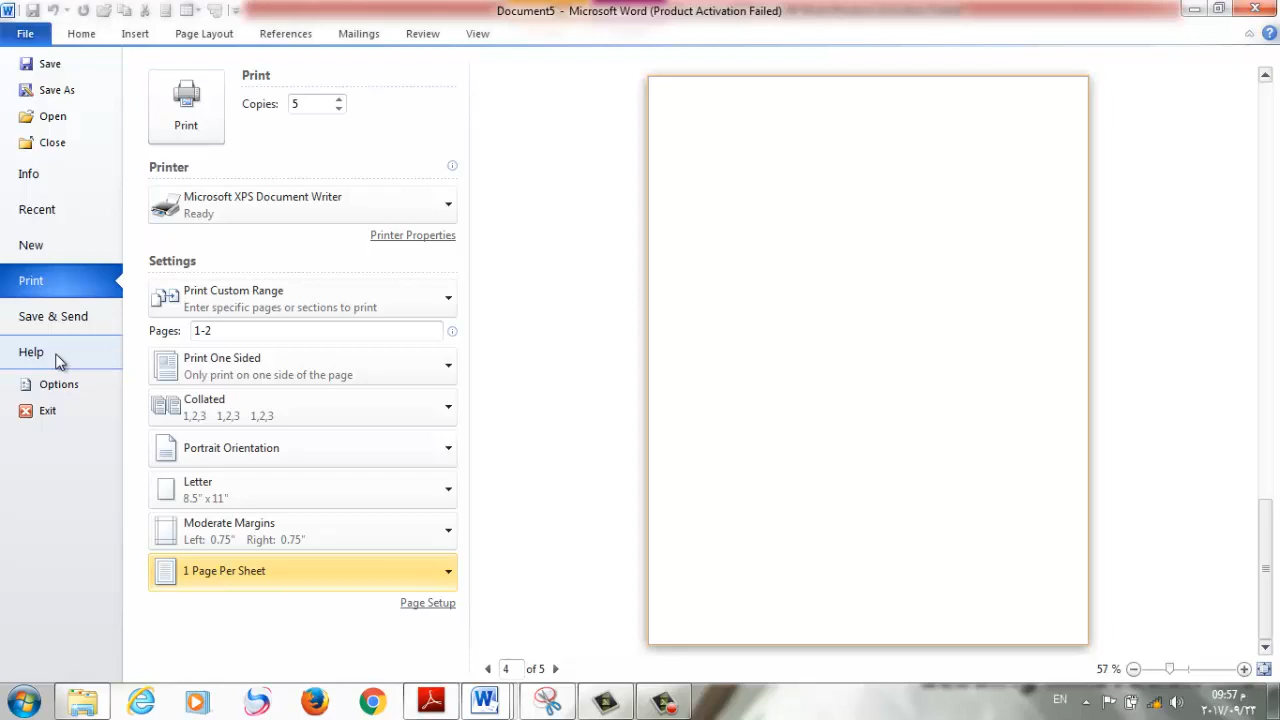 Document5 - Microsoft Word (Product Activation Failed)
File Home Insert Page Layout References Mailings Review View
Save
Save As
Open
Close
Info
Recent
New
Print
Save & Send
Help
Options
Exit
Print
Print
Copies: 5
Printer
Microsoft XPS Document Writer
Ready
Printer Properties
Settings
Print Custom Range
Enter specific pages or sections to print
Pages: 1-2
Print One Sided
Only print on one side of the page
Collated
1,2,3 1,2,3 1,2,3
Portrait Orientation
Letter
8.5" x 11"
Moderate Margins
Left: 0.75" Right: 0.75"
1 Page Per Sheet
Page Setup
4 of 5
57 %
EN
م 09:57
٢٠١٧/٠٩/٢٣